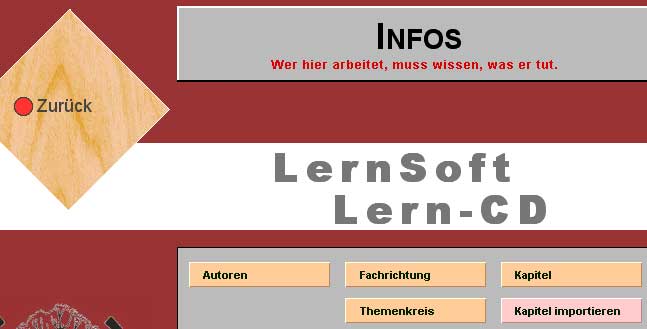 INFOS
Wer hier arbeitet, muss wissen, was er tut.
Zurück
LernSoft
Lern-CD
Autoren
Fachrichtung
Kapitel
Themenkreis
Kapitel importieren